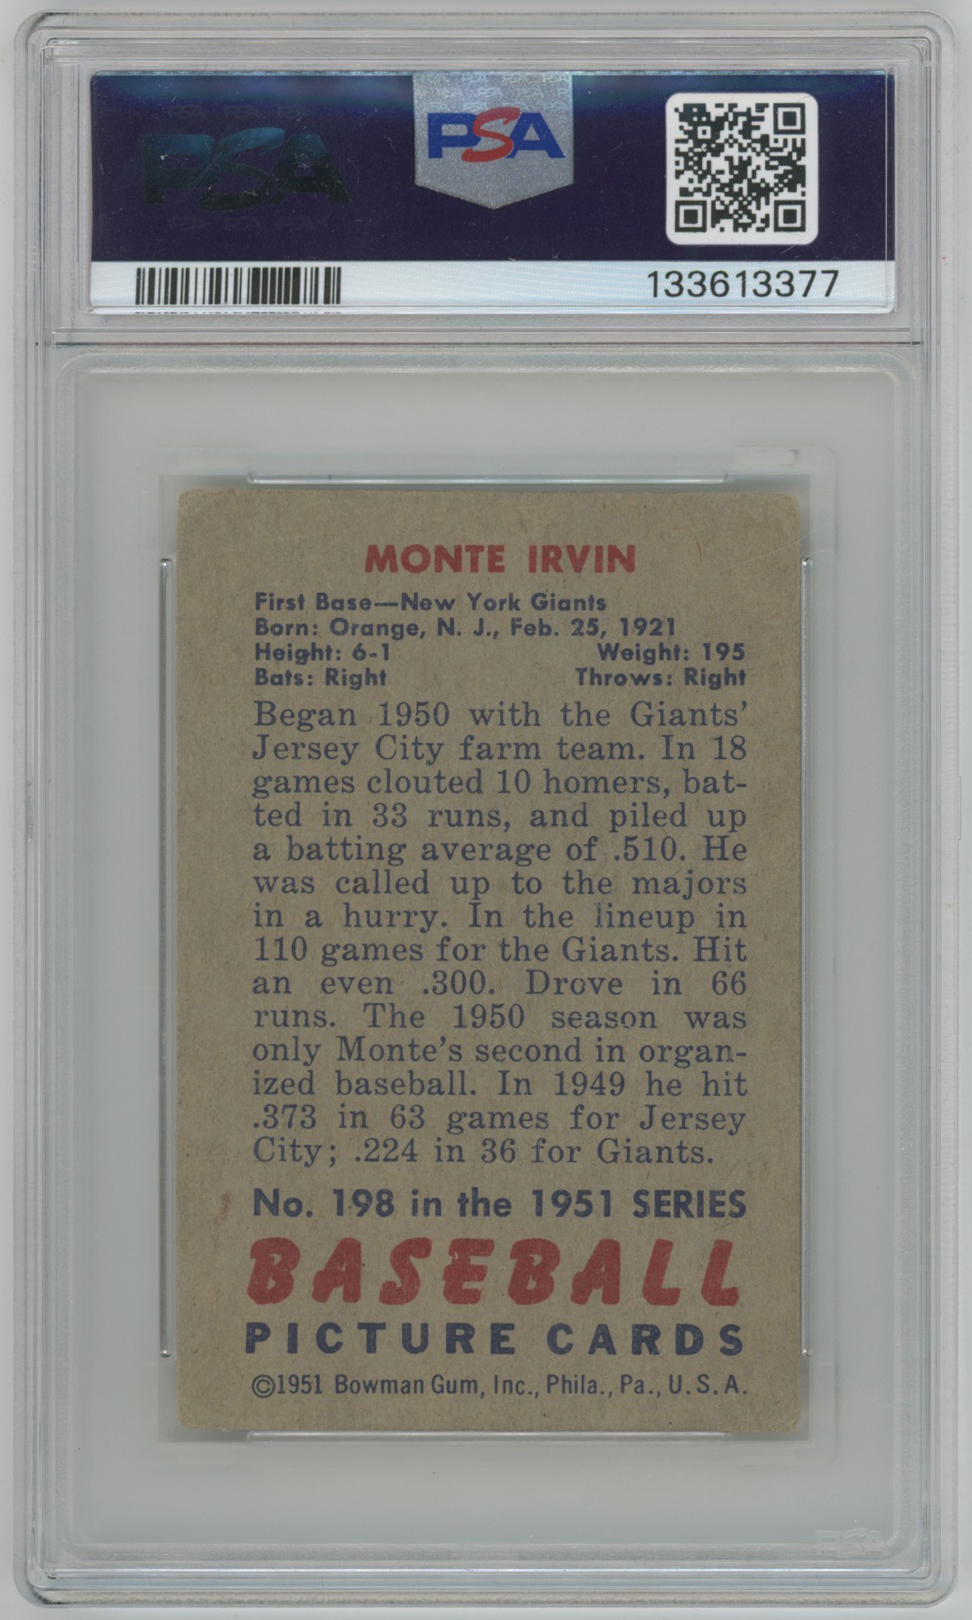 PSA
PSA
133613377
MONTE IRVIN
First Base—New York Giants
Born: Orange, N. J., Feb. 25, 1921
Height: 6-1 Weight: 195
Bats: Right Throws: Right
Began 1950 with the Giants'
Jersey City farm team. In 18
games clouted 10 homers, bat-
ted in 33 runs, and piled up
a batting average of .510. He
was called up to the majors
in a hurry. In the lineup in
110 games for the Giants. Hit
an even .300. Drove in 66
runs. The 1950 season was
only Monte's second in organ-
ized baseball. In 1949 he hit
.373 in 63 games for Jersey
City; .224 in 36 for Giants.
No. 198 in the 1951 SERIES
BASEBALL
PICTURE CARDS
©1951 Bowman Gum, Inc., Phila., Pa., U.S.A.
PSA